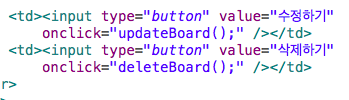 <td><input type="button" value="수정하기"
onclick="updateBoard();" /></td>
<td><input type="button" value="삭제하기"
onclick="deleteBoard();" /></td>
r>